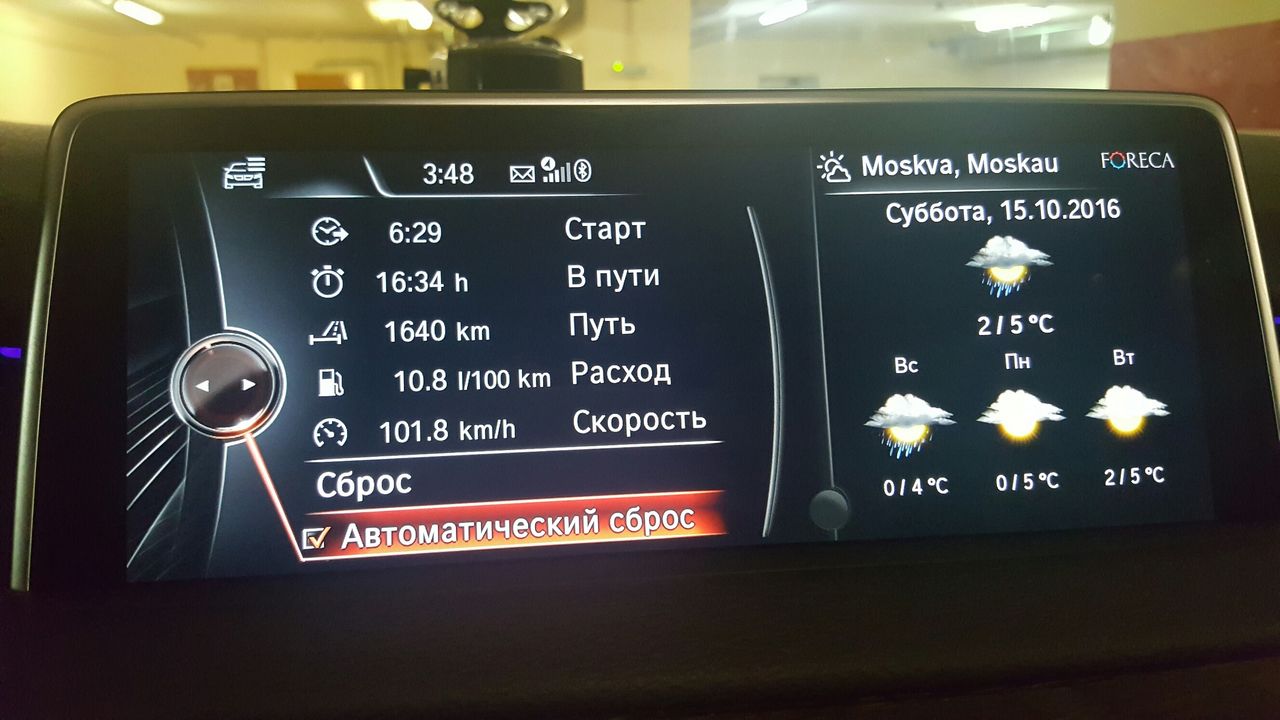 3:48
6:29 Старт
16:34 h В пути
1640 km Путь
10.8 l/100 km Расход
101.8 km/h Скорость
Сброс
Автоматический сброс
Moskva, Moskau FORECA
Суббота, 15.10.2016
2 / 5 °C
Вс Пн Вт
0 / 4 °C 0 / 5 °C 2 / 5 °C